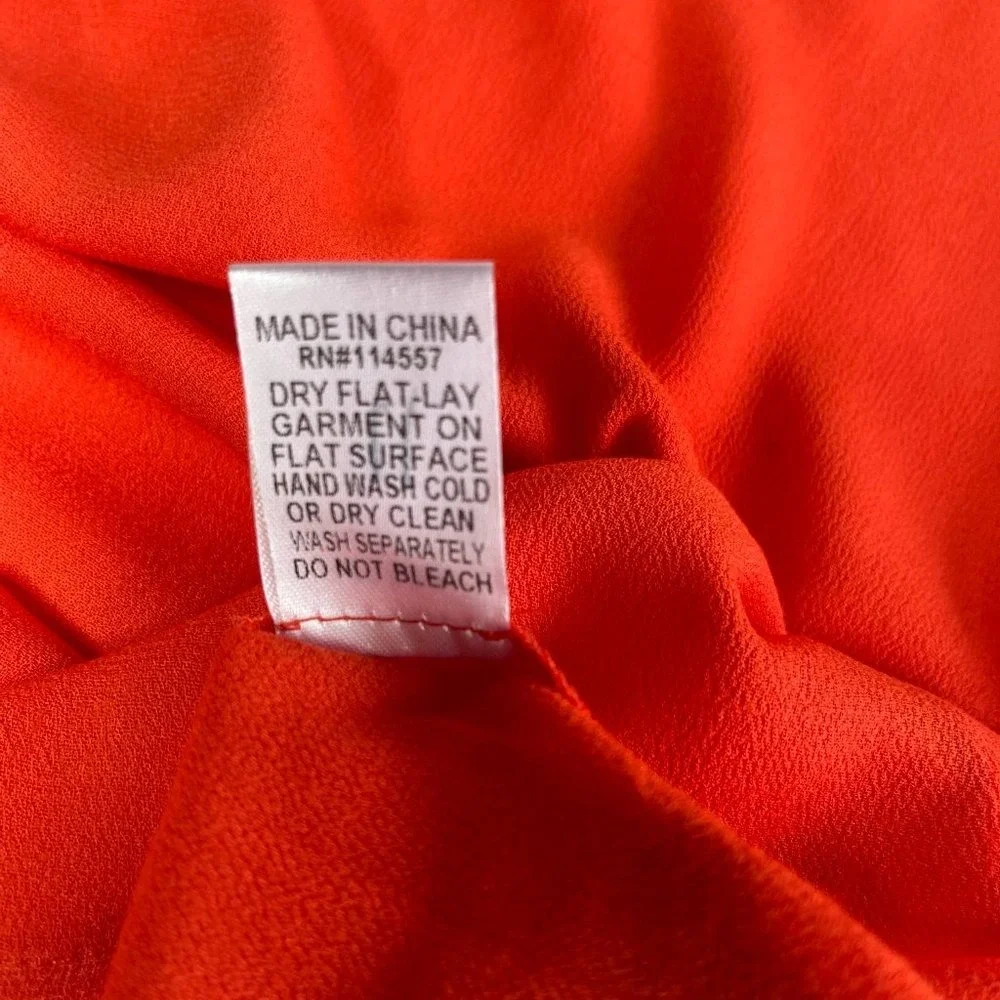 MADE IN CHINA
RN#114557
DRY FLAT-LAY
GARMENT ON
FLAT SURFACE
HAND WASH COLD
OR DRY CLEAN
WASH SEPARATELY
DO NOT BLEACH